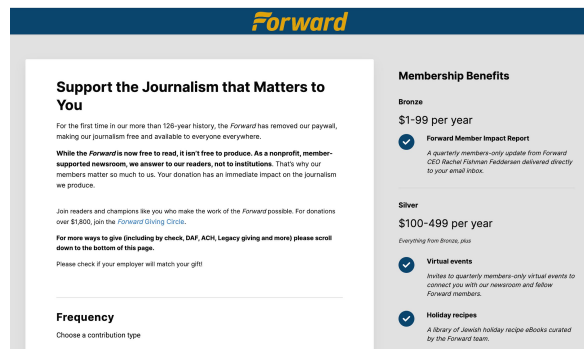 Forward
Support the Journalism that Matters to
You
For the first time in our more than 126-year history, the Forward has removed our paywall,
making our journalism free and available to everyone everywhere.
While the Forward is now free to read, it isn't free to produce. As a nonprofit, member-
supported newsroom, we answer to our readers, not to institutions. That's why our
members matter so much to us. Your donation has an immediate impact on the journalism
we produce.
Join readers and champions like you who make the work of the Forward possible. For donations
over $1,800, join the Forward Giving Circle.
For more ways to give (including by check, DAF, ACH, Legacy giving and more) please scroll
down to the bottom of this page.
Please check if your employer will match your gift!
Frequency
Choose a contribution type
Membership Benefits
Bronze
$1-99 per year
Forward Member Impact Report
A quarterly members-only update from Forward
CEO Rachel Fishman Feddersen delivered directly
to your email inbox.
Silver
$100-499 per year
Everything from Bronze, plus
Virtual events
Invites to quarterly members-only virtual events to
connect you with our newsroom and fellow
Forward members.
Holiday recipes
A library of Jewish holiday recipe eBooks curated
by the Forward team.